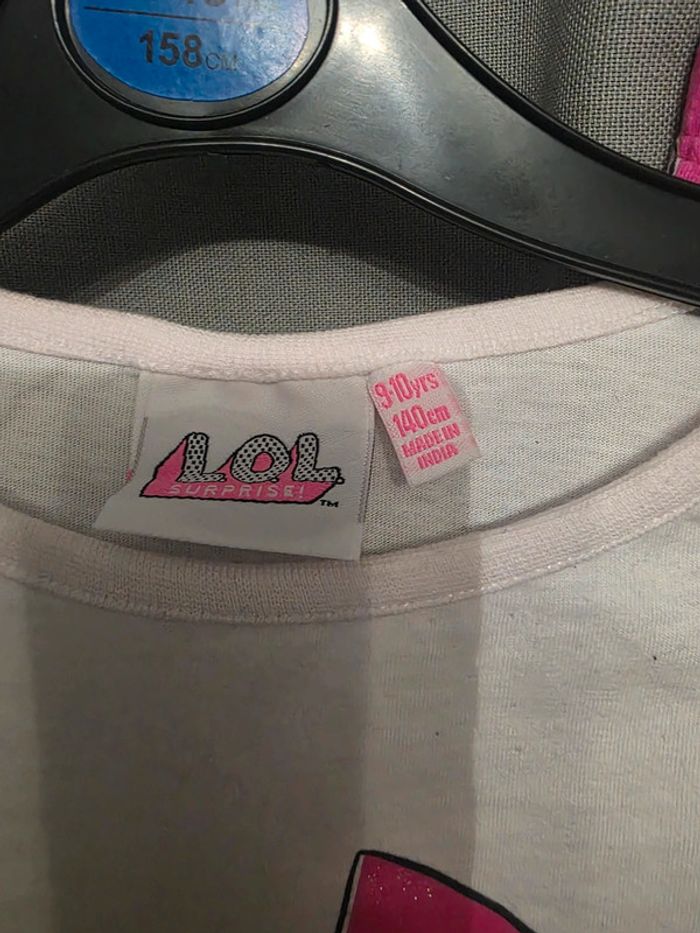 158CM
L.O.L.
SURPRISE!
TM
9-10yrs
140cm
MADE IN
INDIA